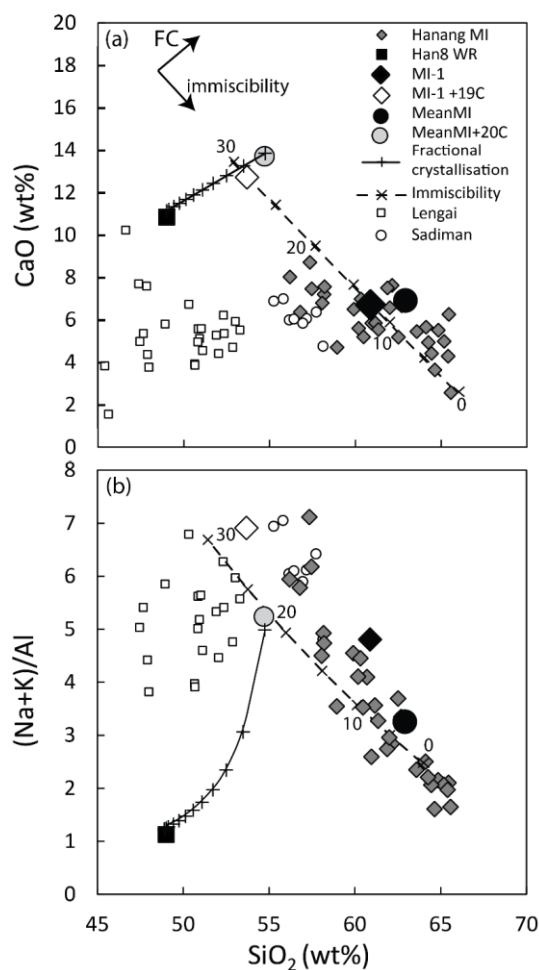 (a)
FC
immiscibility
Hanang MI
Han8 WR
MI-1
MI-1 +19C
MeanMI
MeanMI+20C
Fractional
crystallisation
Immiscibility
Lengai
Sadiman
20
18
16
14
12
10
8
6
4
2
0
CaO (wt%)
30
20
10
0
(b)
8
7
6
5
4
3
2
1
0
(Na+K)/Al
30
20
10
0
45
50
55
60
65
70
SiO₂ (wt%)